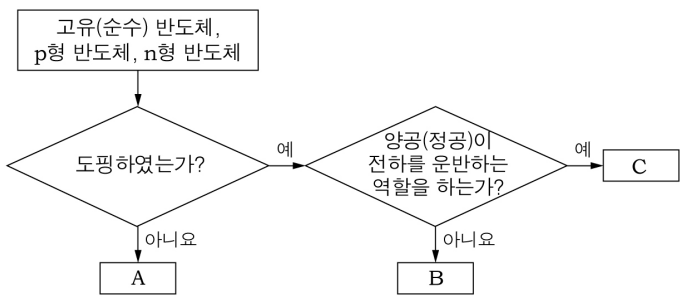 고유(순수) 반도체,
p형 반도체, n형 반도체
도핑하였는가?
예
양공(정공)이
전하를 운반하는
역할을 하는가?
예
C
아니요
A
아니요
B